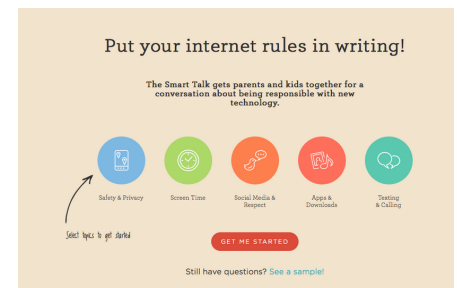 Put your internet rules in writing!
The Smart Talk gets parents and kids together for a
conversation about being responsible with new
technology.
Safety & Privacy
Screen Time
Social Media &
Respect
Apps &
Downloads
Texting
& Calling
Select topics to get started
GET ME STARTED
Still have questions? See a sample!